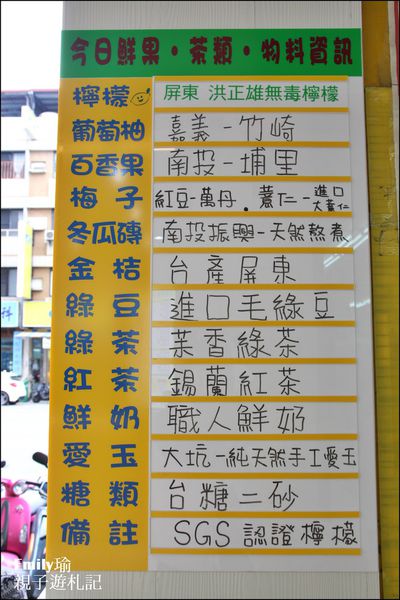 今日鮮果•茶類•物料資訊
檸檬 屏東 洪正雄無毒檸檬
葡萄柚 嘉義-竹崎
百香果 南投-埔里
梅子 紅豆-萬丹.薏仁-進口大薏仁
冬瓜磚 南投振興-天然熬煮
金桔 台產屏東
綠豆 進口毛綠豆
綠茶 茉香綠茶
紅茶 錫蘭紅茶
鮮奶 職人鮮奶
愛玉 大坑-純天然手工愛玉
糖類 台糖二砂
備註 SGS認證檸檬
Emily瑜
親子遊札記